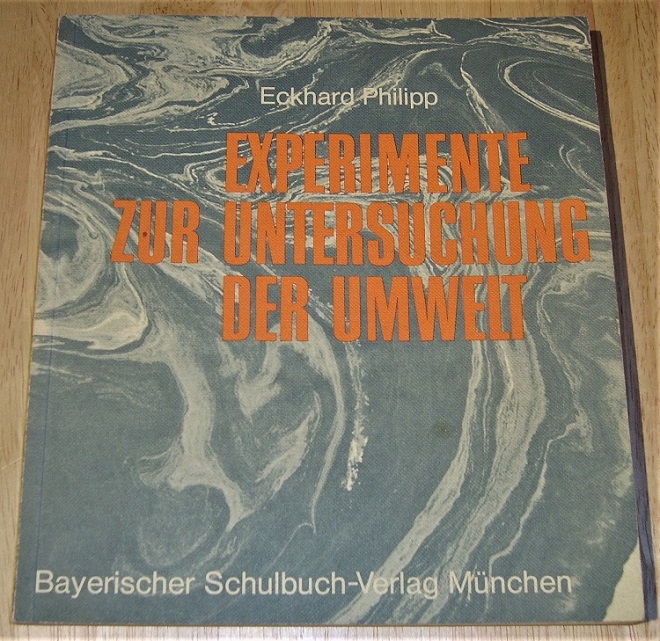 Eckhard Philipp
EXPERIMENTE
ZUR UNTERSUCHUNG
DER UMWELT
Bayerischer Schulbuch-Verlag München